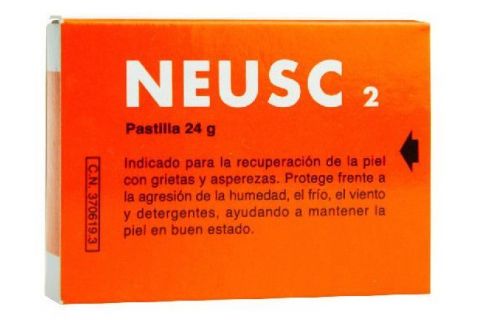 NEUSC 2
Pastilla 24 g
Indicado para la recuperación de la piel
con grietas y asperezas. Protege frente a
la agresión de la humedad, el frío, el viento
y detergentes, ayudando a mantener la
piel en buen estado.
C.N. 370619.3